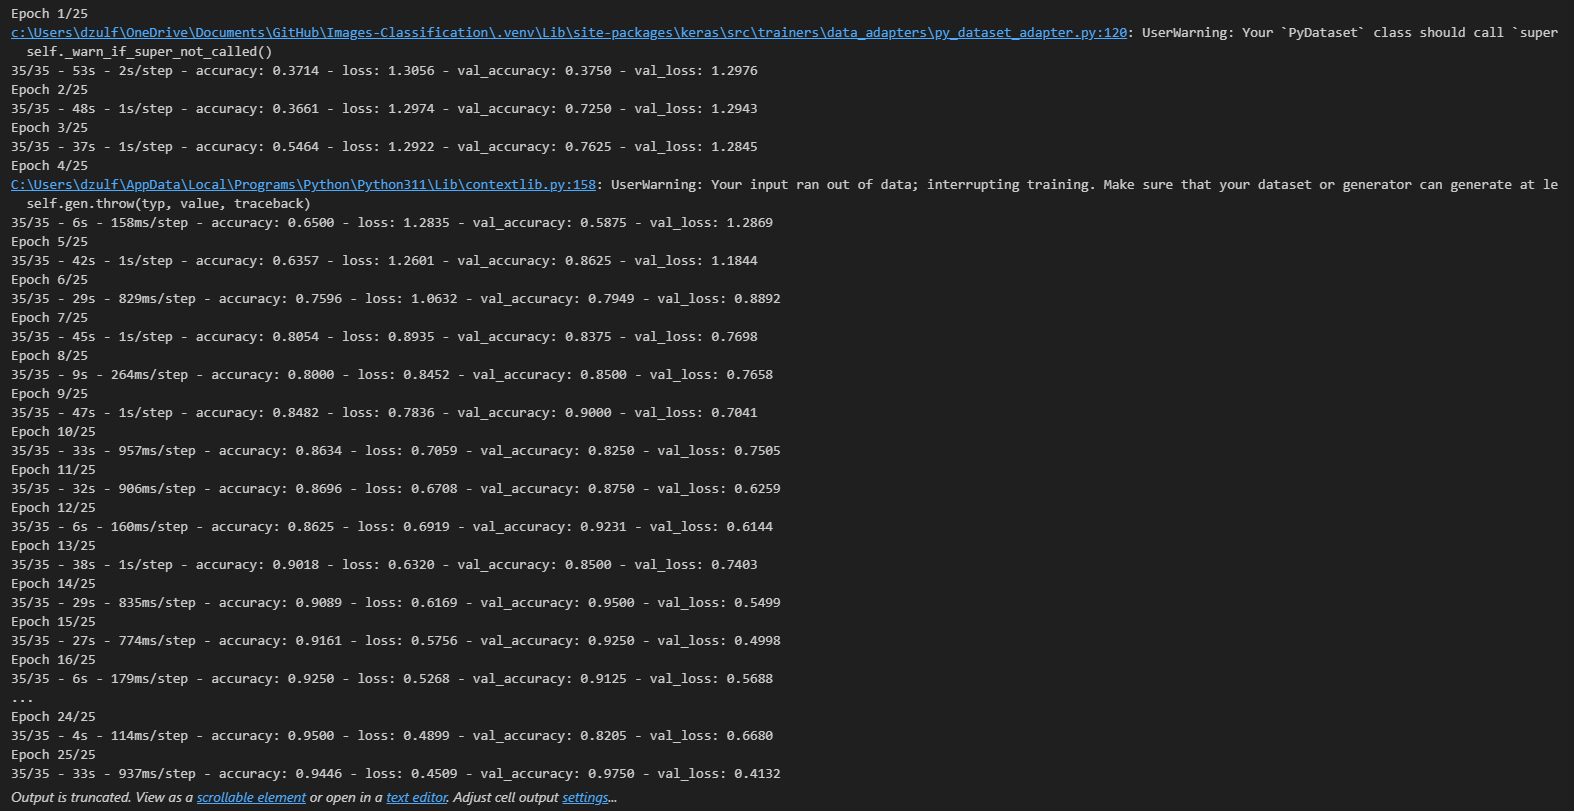 Epoch 1/25
c:\Users\dzulf\OneDrive\Documents\GitHub\Images-Classification\.venv\Lib\site-packages\keras\src\trainers\data_adapters\py_dataset_adapter.py:120: UserWarning: Your `PyDataset` class should call `super
  self._warn_if_super_not_called()
35/35 - 53s - 2s/step - accuracy: 0.3714 - loss: 1.3056 - val_accuracy: 0.3750 - val_loss: 1.2976
Epoch 2/25
35/35 - 48s - 1s/step - accuracy: 0.3661 - loss: 1.2974 - val_accuracy: 0.7250 - val_loss: 1.2943
Epoch 3/25
35/35 - 37s - 1s/step - accuracy: 0.5464 - loss: 1.2922 - val_accuracy: 0.7625 - val_loss: 1.2845
Epoch 4/25
C:\Users\dzulf\AppData\Local\Programs\Python\Python311\Lib\contextlib.py:158: UserWarning: Your input ran out of data; interrupting training. Make sure that your dataset or generator can generate at le
  self.gen.throw(typ, value, traceback)
35/35 - 6s - 158ms/step - accuracy: 0.6500 - loss: 1.2835 - val_accuracy: 0.5875 - val_loss: 1.2869
Epoch 5/25
35/35 - 42s - 1s/step - accuracy: 0.6357 - loss: 1.2601 - val_accuracy: 0.8625 - val_loss: 1.1844
Epoch 6/25
35/35 - 29s - 829ms/step - accuracy: 0.7596 - loss: 1.0632 - val_accuracy: 0.7949 - val_loss: 0.8892
Epoch 7/25
35/35 - 45s - 1s/step - accuracy: 0.8054 - loss: 0.8935 - val_accuracy: 0.8375 - val_loss: 0.7698
Epoch 8/25
35/35 - 9s - 264ms/step - accuracy: 0.8000 - loss: 0.8452 - val_accuracy: 0.8500 - val_loss: 0.7658
Epoch 9/25
35/35 - 47s - 1s/step - accuracy: 0.8482 - loss: 0.7836 - val_accuracy: 0.9000 - val_loss: 0.7041
Epoch 10/25
35/35 - 33s - 957ms/step - accuracy: 0.8634 - loss: 0.7059 - val_accuracy: 0.8250 - val_loss: 0.7505
Epoch 11/25
35/35 - 32s - 906ms/step - accuracy: 0.8696 - loss: 0.6708 - val_accuracy: 0.8750 - val_loss: 0.6259
Epoch 12/25
35/35 - 6s - 160ms/step - accuracy: 0.8625 - loss: 0.6919 - val_accuracy: 0.9231 - val_loss: 0.6144
Epoch 13/25
35/35 - 38s - 1s/step - accuracy: 0.9018 - loss: 0.6320 - val_accuracy: 0.8500 - val_loss: 0.7403
Epoch 14/25
35/35 - 29s - 835ms/step - accuracy: 0.9089 - loss: 0.6169 - val_accuracy: 0.9500 - val_loss: 0.5499
Epoch 15/25
35/35 - 27s - 774ms/step - accuracy: 0.9161 - loss: 0.5756 - val_accuracy: 0.9250 - val_loss: 0.4998
Epoch 16/25
35/35 - 6s - 179ms/step - accuracy: 0.9250 - loss: 0.5268 - val_accuracy: 0.9125 - val_loss: 0.5688
...
Epoch 24/25
35/35 - 4s - 114ms/step - accuracy: 0.9500 - loss: 0.4899 - val_accuracy: 0.8205 - val_loss: 0.6680
Epoch 25/25
35/35 - 33s - 937ms/step - accuracy: 0.9446 - loss: 0.4509 - val_accuracy: 0.9750 - val_loss: 0.4132
Output is truncated. View as a scrollable element or open in a text editor. Adjust cell output settings...